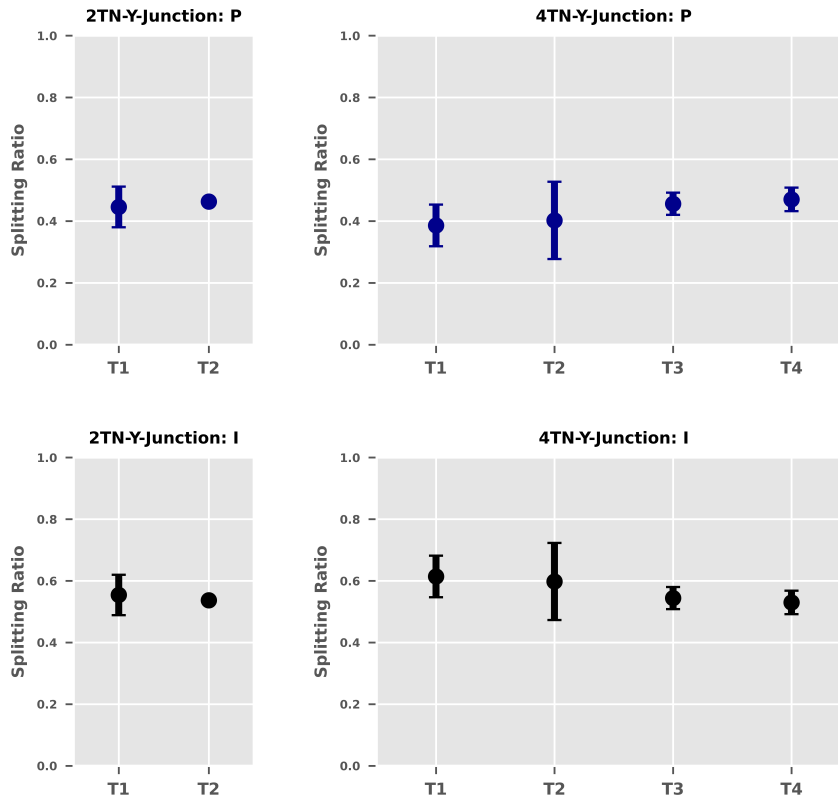 2TN-Y-Junction: P
Splitting Ratio
1.0
0.8
0.6
0.4
0.2
0.0
T1 T2
4TN-Y-Junction: P
Splitting Ratio
1.0
0.8
0.6
0.4
0.2
0.0
T1 T2 T3 T4
2TN-Y-Junction: I
Splitting Ratio
1.0
0.8
0.6
0.4
0.2
0.0
T1 T2
4TN-Y-Junction: I
Splitting Ratio
1.0
0.8
0.6
0.4
0.2
0.0
T1 T2 T3 T4